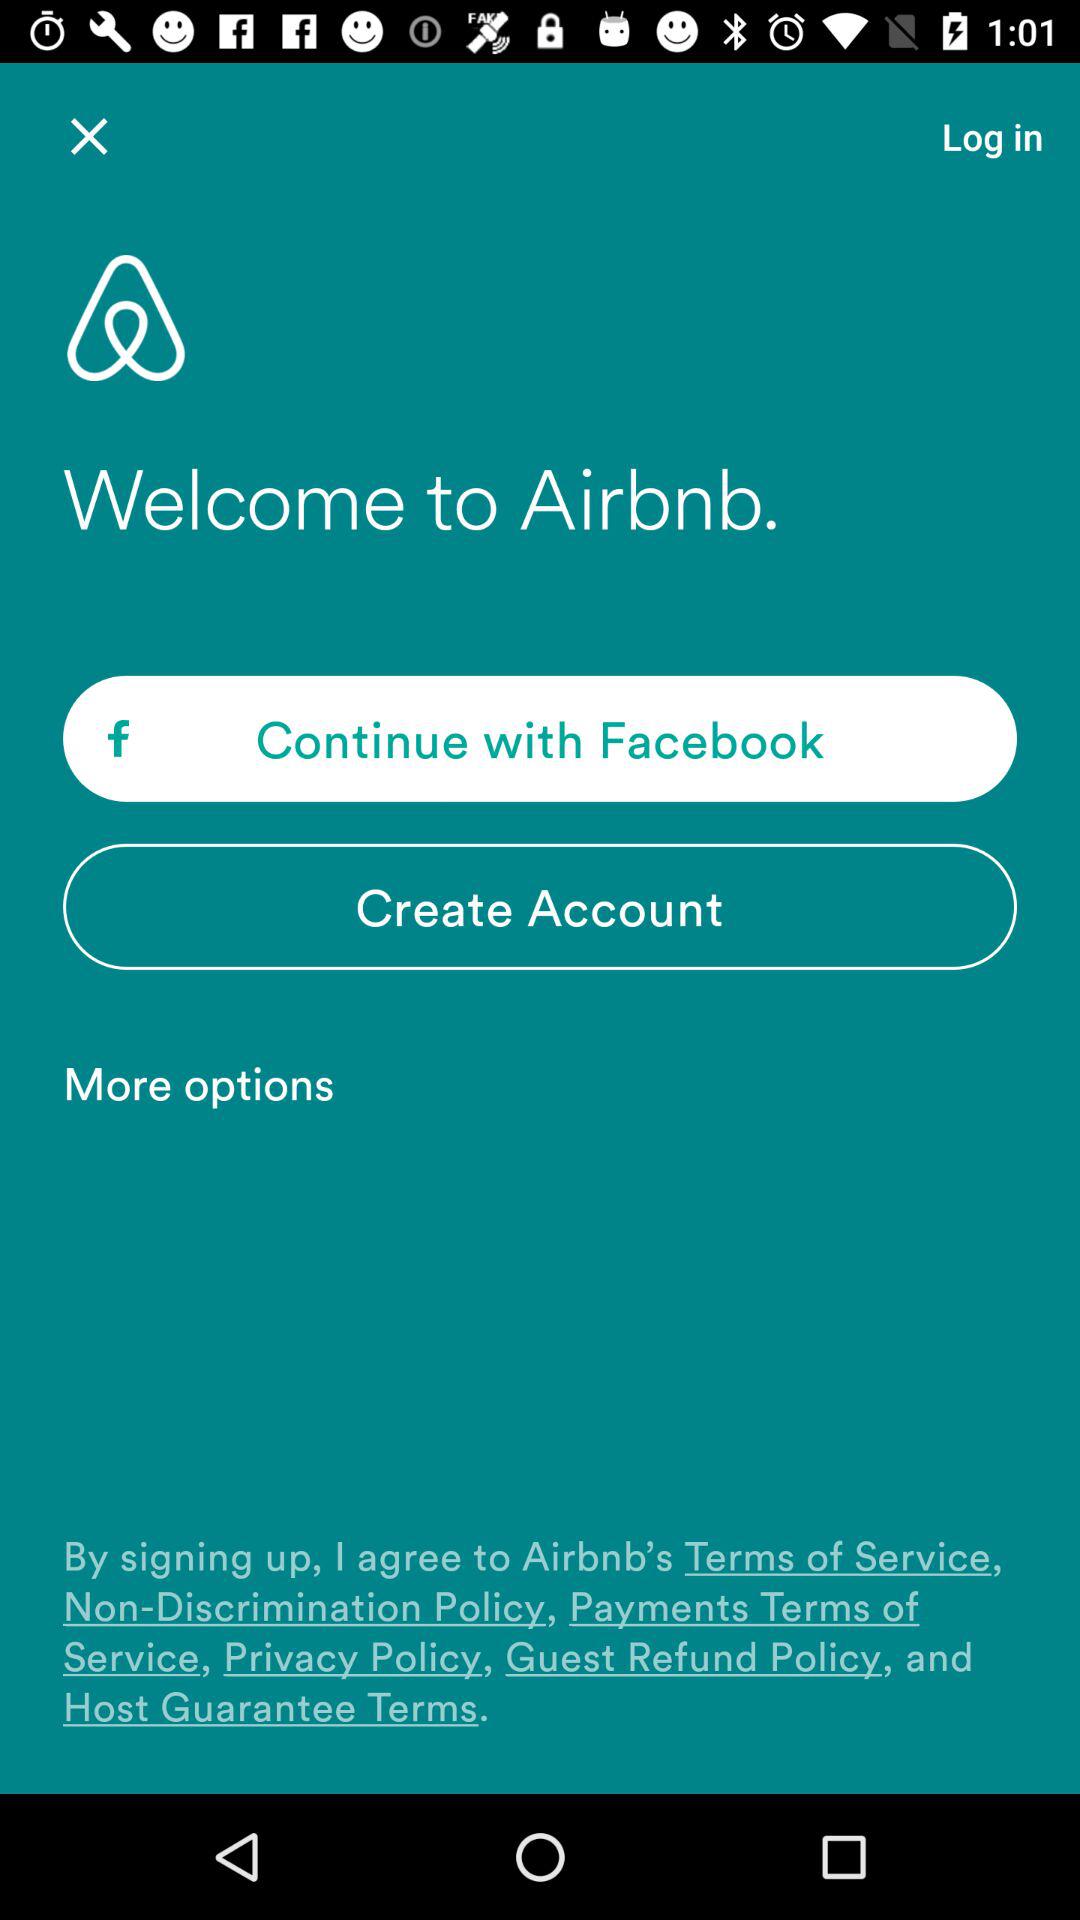 FAKE 1:01
Log in
Welcome to Airbnb.
Continue with Facebook
Create Account
More options
By signing up, I agree to Airbnb’s Terms of Service,
Non-Discrimination Policy, Payments Terms of
Service, Privacy Policy, Guest Refund Policy, and
Host Guarantee Terms.